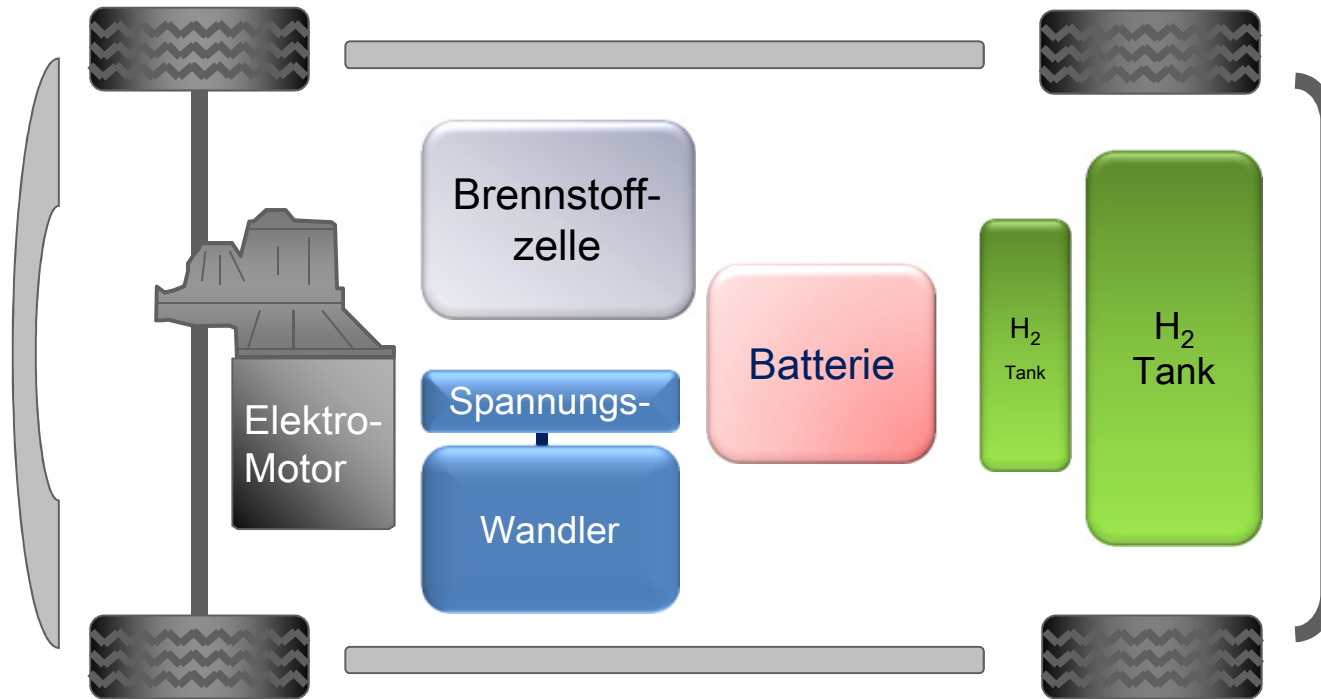 Brennstoff-
zelle
Elektro-
Motor
Spannungs-
Wandler
Batterie
H₂
Tank
H₂
Tank